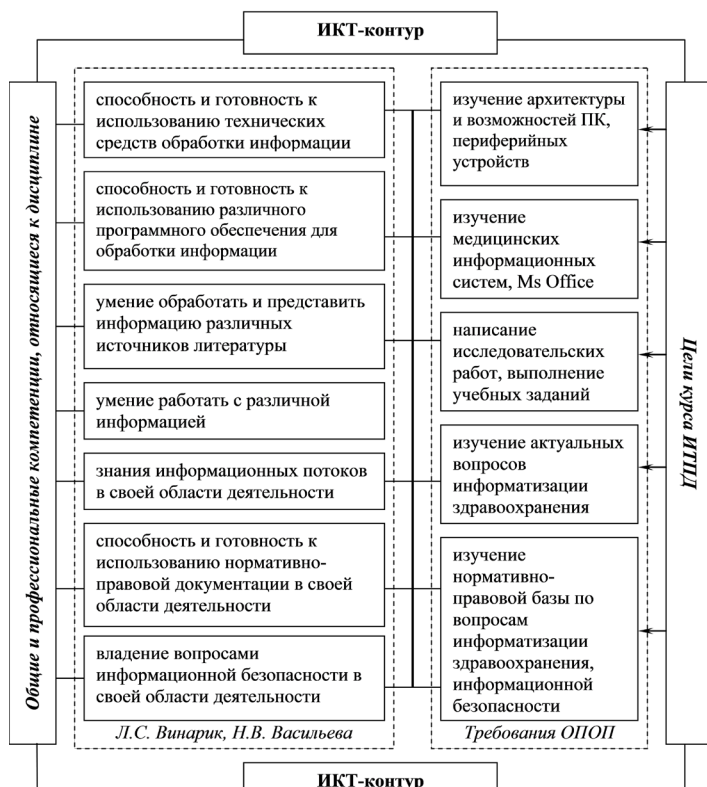 ИКТ-контур
Общие и профессиональные компетенции, относящиеся к дисциплине
способность и готовность к
использованию технических
средств обработки информации
способность и готовность к
использованию различного
программного обеспечения для
обработки информации
умение обработать и представить
информацию различных
источников литературы
умение работать с различной
информацией
знания информационных потоков
в своей области деятельности
способность и готовность к
использованию нормативно-
правовой документации в своей
области деятельности
владение вопросами
информационной безопасности в
своей области деятельности
Л.С. Винарик, Н.В. Васильева
изучение архитектуры
и возможностей ПК,
периферийных
устройств
изучение
медицинских
информационных
систем, Ms Office
написание
исследовательских
работ, выполнение
учебных заданий
изучение актуальных
вопросов
информатизации
здравоохранения
изучение
нормативно-
правовой базы по
вопросам
информатизации
здравоохранения,
информационной
безопасности
Требования ОПОП
Цели курса ИТПД
ИКТ-контур